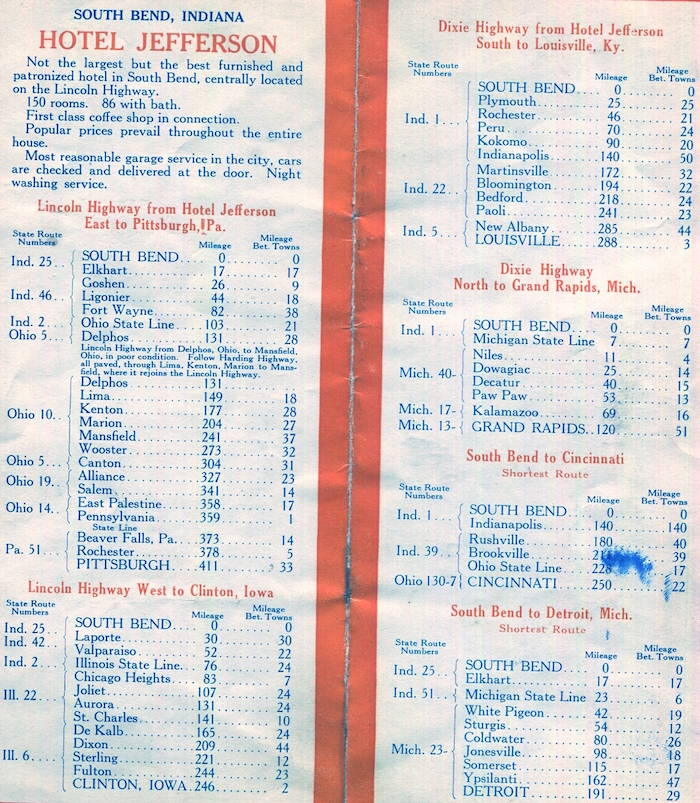 SOUTH BEND, INDIANA
HOTEL JEFFERSON
Not the largest but the best furnished and
patronized hotel in South Bend, centrally located
on the Lincoln Highway.
150 rooms. 86 with bath.
First class coffee shop in connection.
Popular prices prevail throughout the entire
house.
Most reasonable garage service in the city, cars
are checked and delivered at the door. Night
washing service.
Lincoln Highway from Hotel Jefferson
East to Pittsburgh, Pa.
State Route Numbers Mileage Mileage Bet. Towns
SOUTH BEND 0 0
Ind. 25 Elkhart 17 17
Goshen 26 9
Ind. 46 Ligonier 44 18
Fort Wayne 82 38
Ind. 2 Ohio State Line 103 21
Ohio 5 Delphos 131 28
Lincoln Highway from Delphos, Ohio, to Mansfield,
Ohio, in poor condition. Follow Harding Highway,
all paved, through Lima, Kenton, Marion to Mans-
field, where it rejoins the Lincoln Highway.
Delphos 131
Lima 149 18
Kenton 177 28
Ohio 10 Marion 204 27
Mansfield 241 37
Wooster 273 32
Ohio 5 Canton 304 31
Ohio 19 Alliance 327 23
Salem 341 14
Ohio 14 East Palestine 358 17
Pennsylvania 359 1
State Line
Beaver Falls, Pa. 373 14
Pa. 51 Rochester 378 5
PITTSBURGH 411 33
Lincoln Highway West to Clinton, Iowa
State Route Numbers Mileage Mileage Bet. Towns
Ind. 25 SOUTH BEND 0 0
Ind. 42 Laporte 30 30
Valparaiso 52 22
Ind. 2 Illinois State Line 76 24
Chicago Heights 83 7
Ill. 22 Joliet 107 24
Aurora 131 24
St. Charles 141 10
De Kalb 165 24
Dixon 209 44
Ill. 6 Sterling 221 12
Fulton 244 23
CLINTON, IOWA 246 2
Dixie Highway from Hotel Jefferson
South to Louisville, Ky.
State Route Numbers Mileage Mileage Bet. Towns
SOUTH BEND 0 0
Plymouth 25 25
Ind. 1 Rochester 46 21
Peru 70 24
Kokomo 90 20
Indianapolis 140 50
Martinsville 172 32
Ind. 22 Bloomington 194 22
Bedford 218 24
Paoli 241 23
Ind. 5 New Albany 285 44
LOUISVILLE 288 3
Dixie Highway
North to Grand Rapids, Mich.
State Route Numbers Mileage Mileage Bet. Towns
Ind. 1 SOUTH BEND 0 0
Michigan State Line 7 7
Niles 11
Mich. 40- Dowagiac 25 14
Decatur 40 15
Paw Paw 53 13
Mich. 17- Kalamazoo 69 16
Mich. 13- GRAND RAPIDS 120 51
South Bend to Cincinnati
Shortest Route
State Route Numbers Mileage Mileage Bet. Towns
Ind. 1 SOUTH BEND 0 0
Indianapolis 140 140
Rushville 180 40
Ind. 39 Brookville 39
Ohio State Line 228 17
Ohio 130-7 CINCINNATI 250 22
South Bend to Detroit, Mich.
Shortest Route
State Route Numbers Mileage Mileage Bet. Towns
Ind. 25 SOUTH BEND 0 0
Elkhart 17 17
Ind. 51 Michigan State Line 23 6
White Pigeon 42 19
Sturgis 54 12
Coldwater 80 26
Mich. 23- Jonesville 98 18
Somerset 115 17
Ypsilanti 162 47
DETROIT 191 29